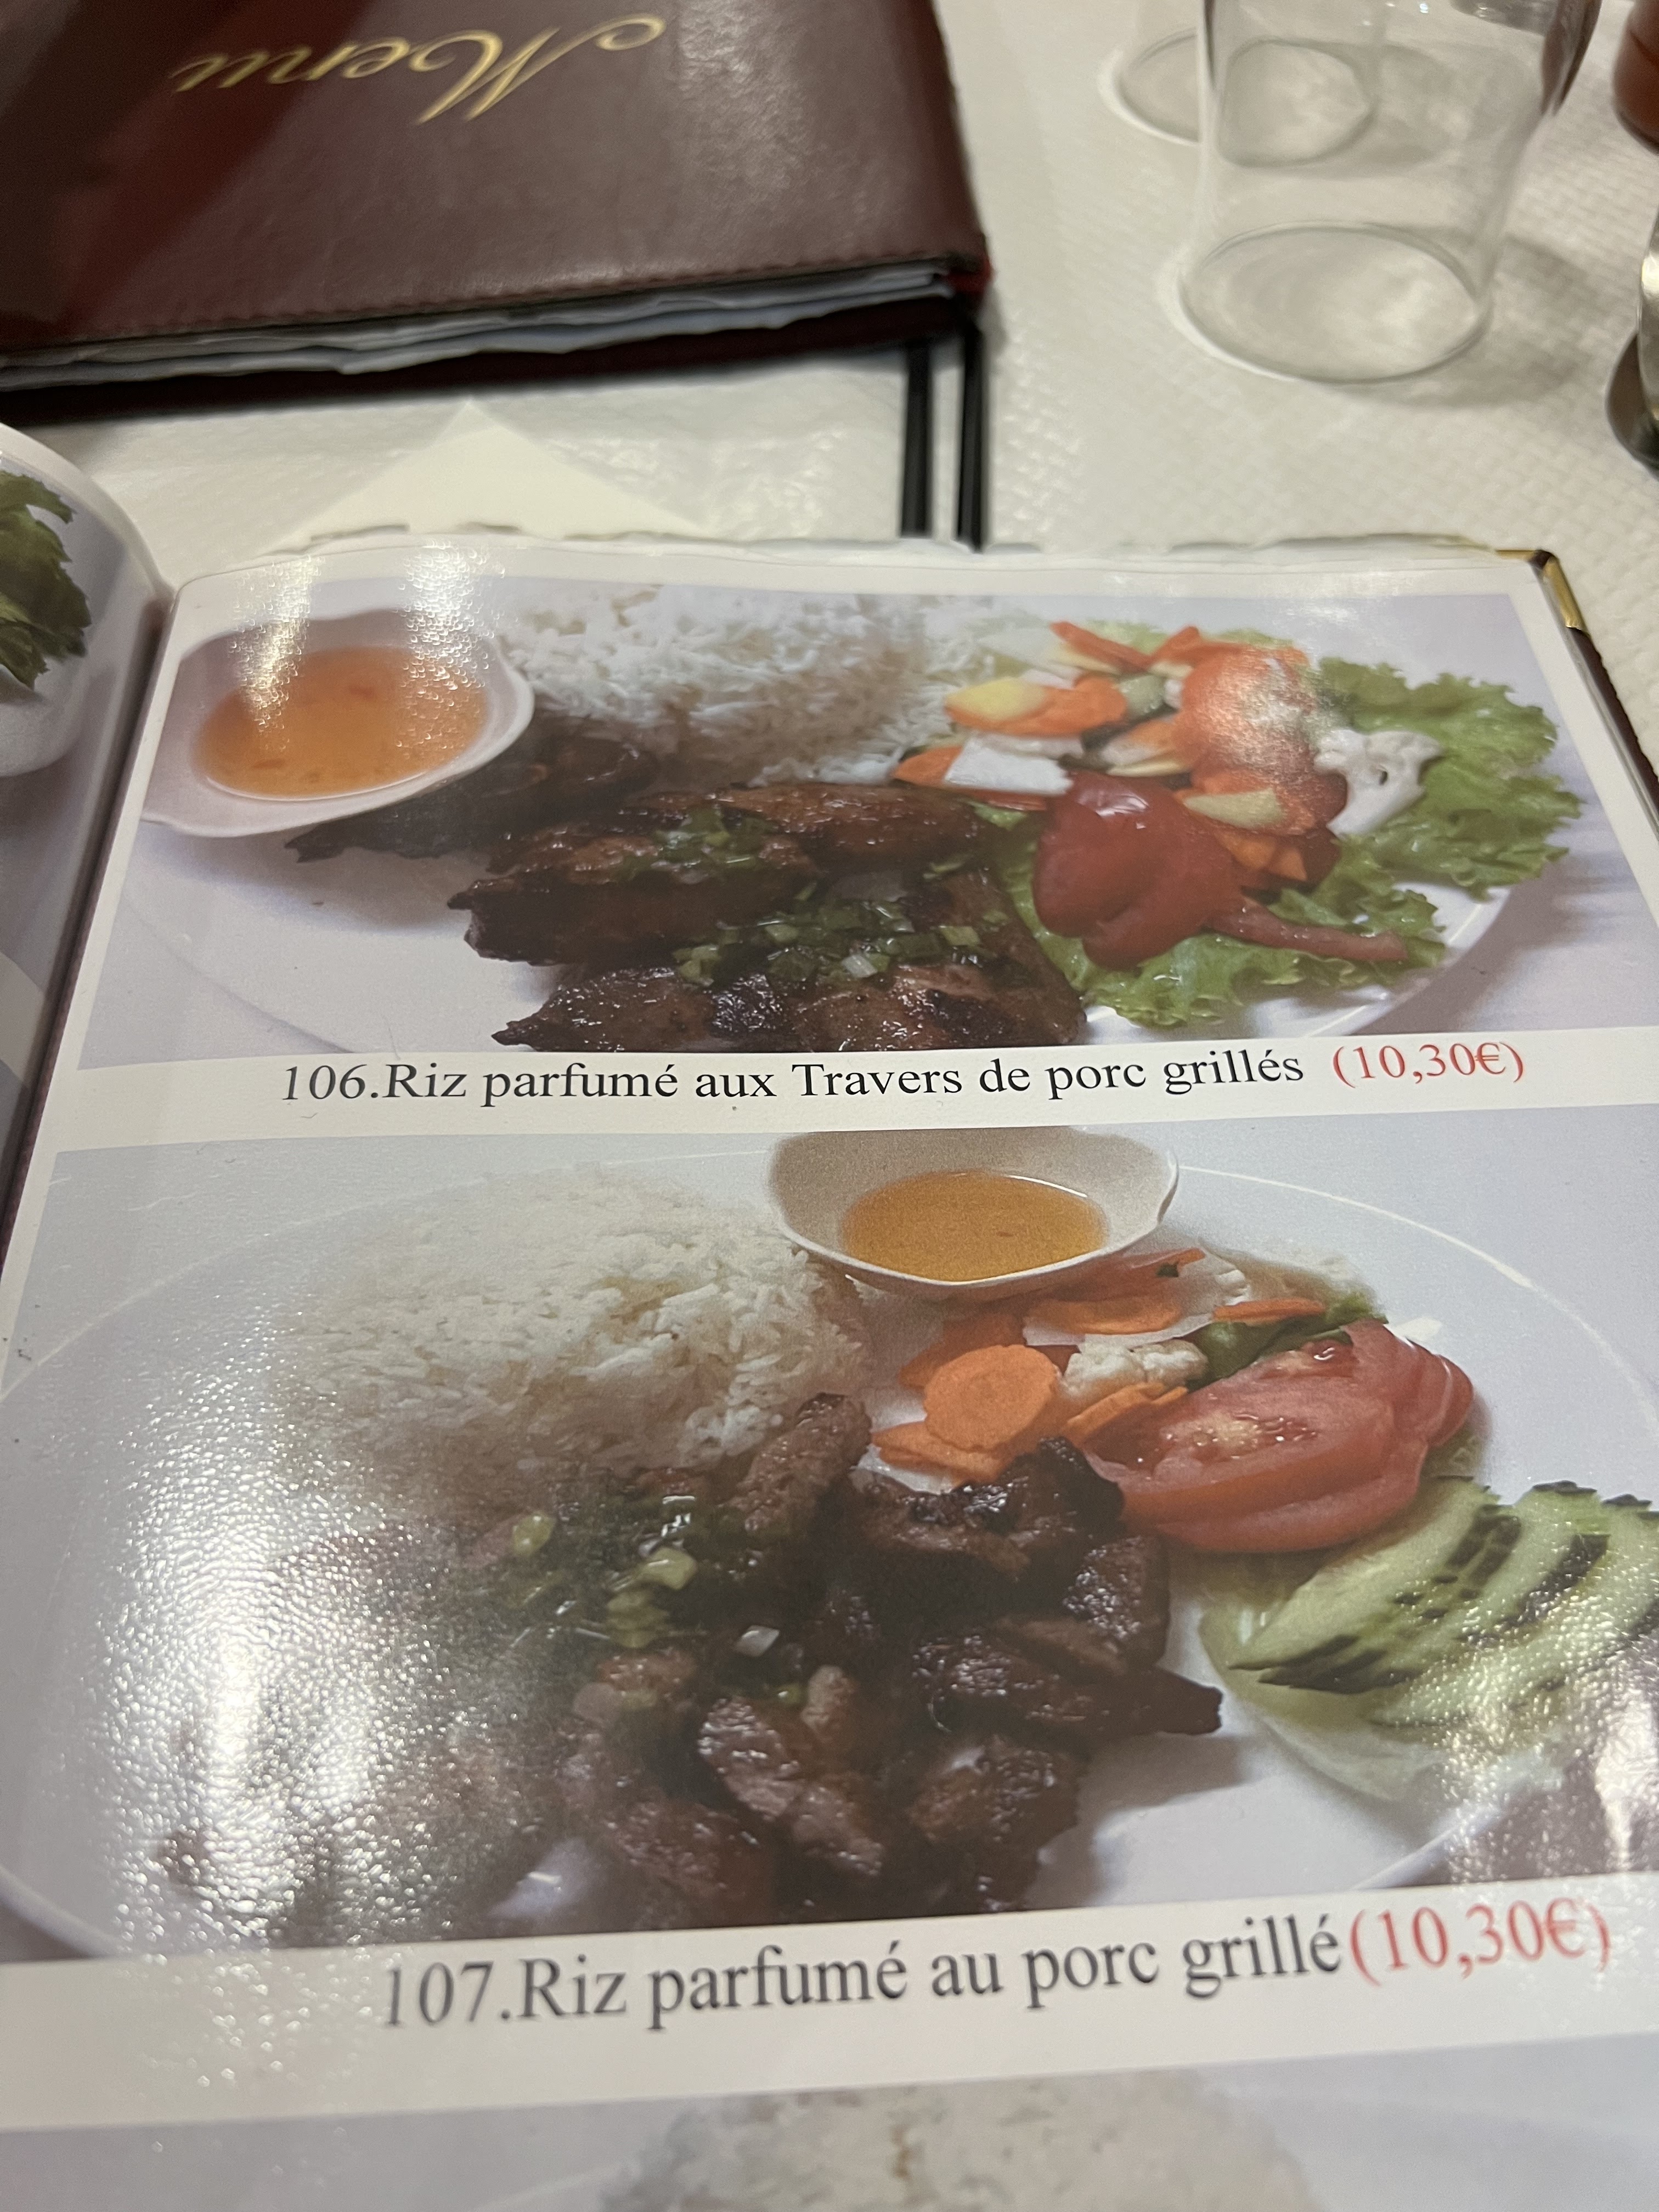 Menu
106.Riz parfumé aux Travers de porc grillés (10,30€)
107.Riz parfumé au porc grillé(10,30€)